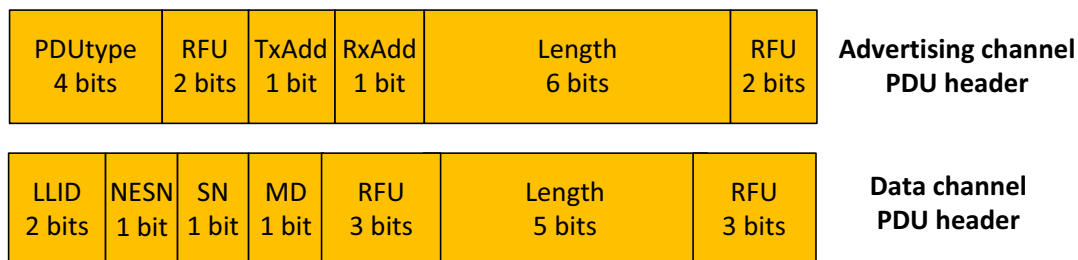 PDUtype RFU TxAdd RxAdd Length RFU Advertising channel
4 bits 2 bits 1 bit 1 bit 6 bits 2 bits PDU header
LLID NESN SN MD RFU Length RFU Data channel
2 bits 1 bit 1 bit 1 bit 3 bits 5 bits 3 bits PDU header